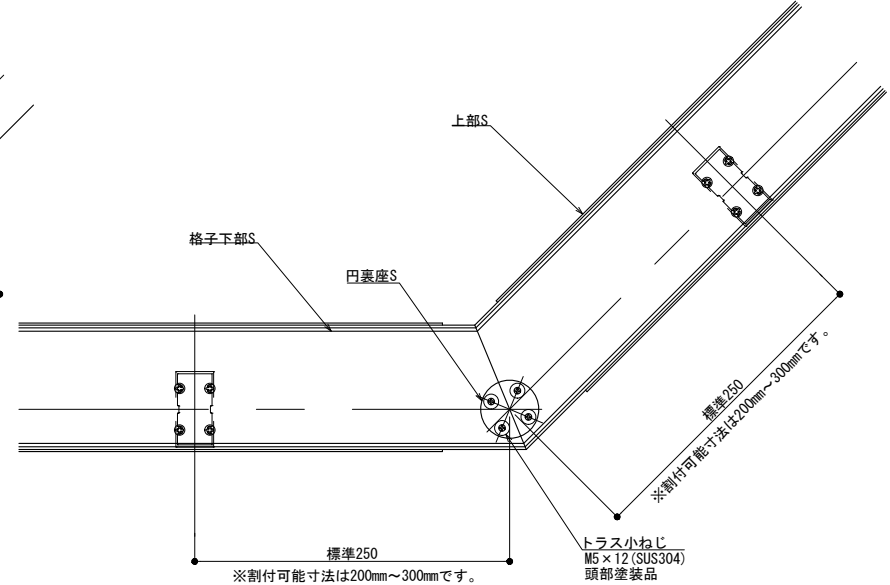 上部S
格子下部S
円裏座S
標準250
※割付可能寸法は200mm～300mmです。
トラス小ねじ
M5×12(SUS304)
頭部塗装品
標準250
※割付可能寸法は200mm～300mmです。